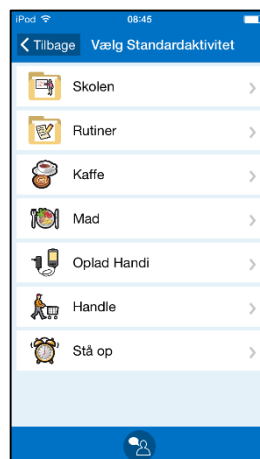 iPod 08:45
Tilbage Vælg Standardaktivitet
Skolen
Rutiner
Kaffe
Mad
Oplad Handi
Handle
Stå op